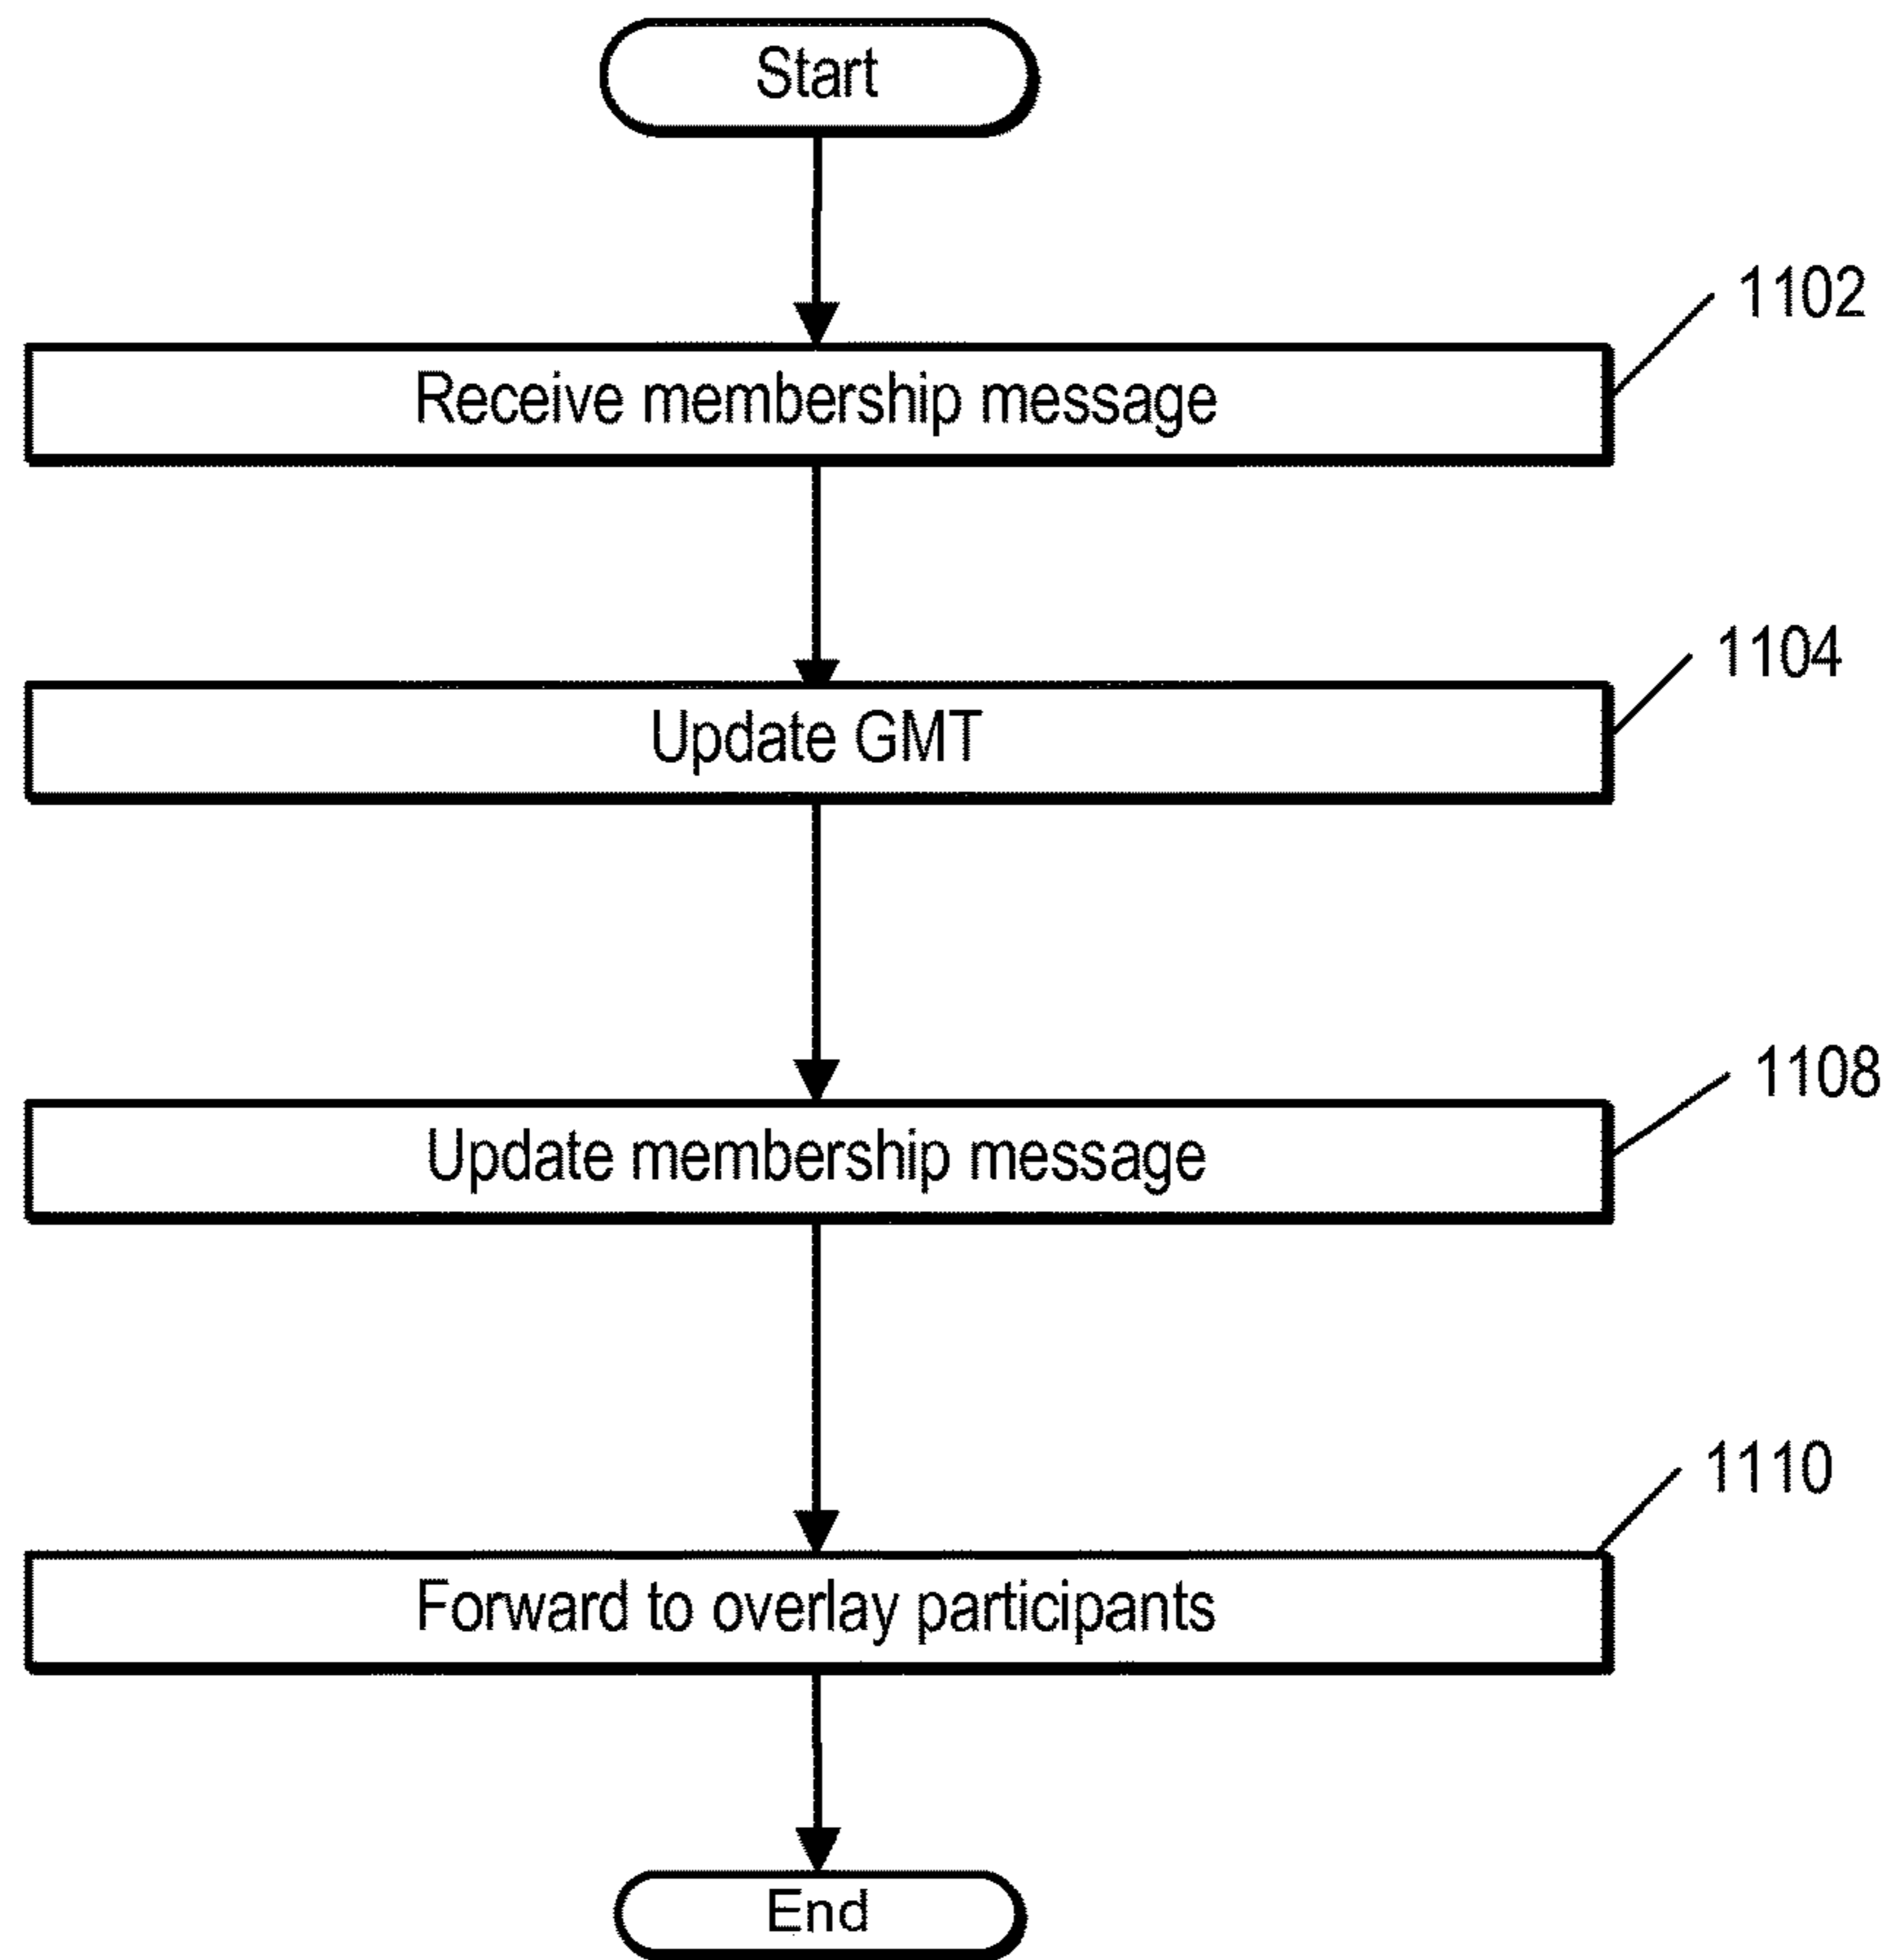 Start
1102
Receive membership message
1104
Update GMT
1108
Update membership message
1110
Forward to overlay participants
End